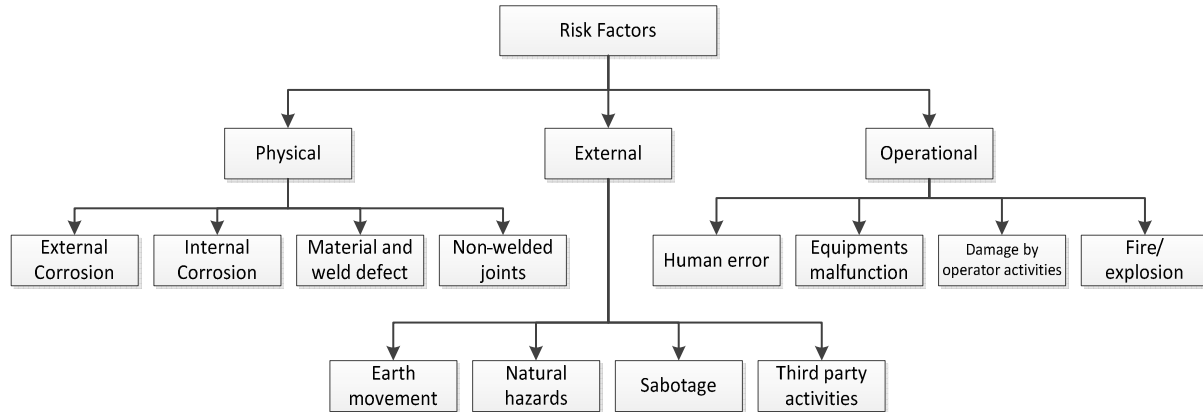 Risk Factors
Physical
External
Operational
External
Corrosion
Internal
Corrosion
Material and
weld defect
Non-welded
joints
Human error
Equipments
malfunction
Damage by
operator activities
Fire/
explosion
Earth
movement
Natural
hazards
Sabotage
Third party
activities